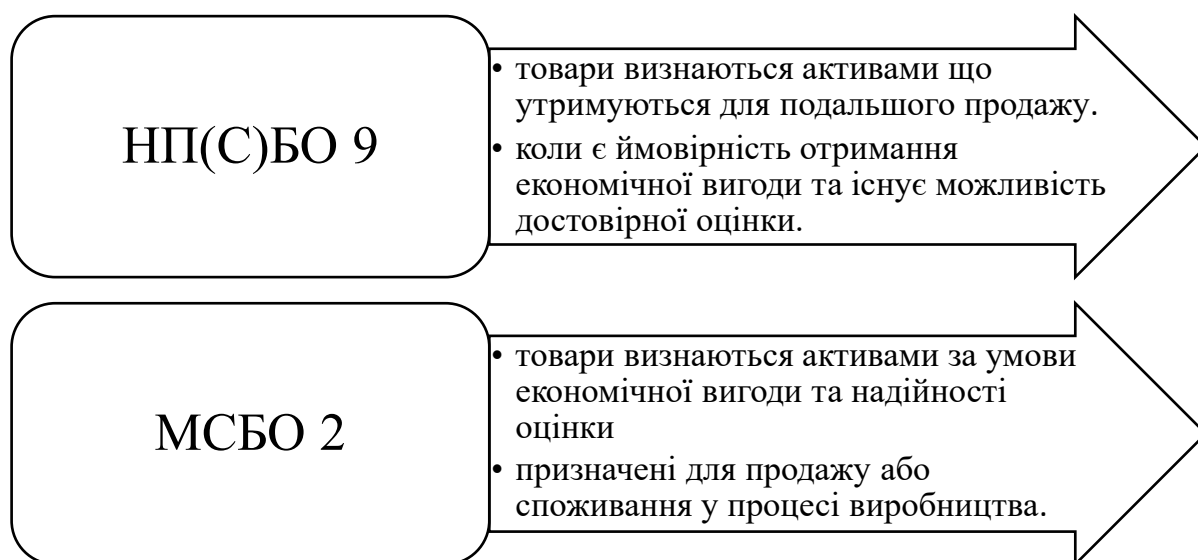 НП(С)БО 9
• товари визнаються активами що
утримуються для подальшого продажу.
• коли є ймовірність отримання
економічної вигоди та існує можливість
достовірної оцінки.
МСБО 2
• товари визнаються активами за умови
економічної вигоди та надійності
оцінки
• призначені для продажу або
споживання у процесі виробництва.